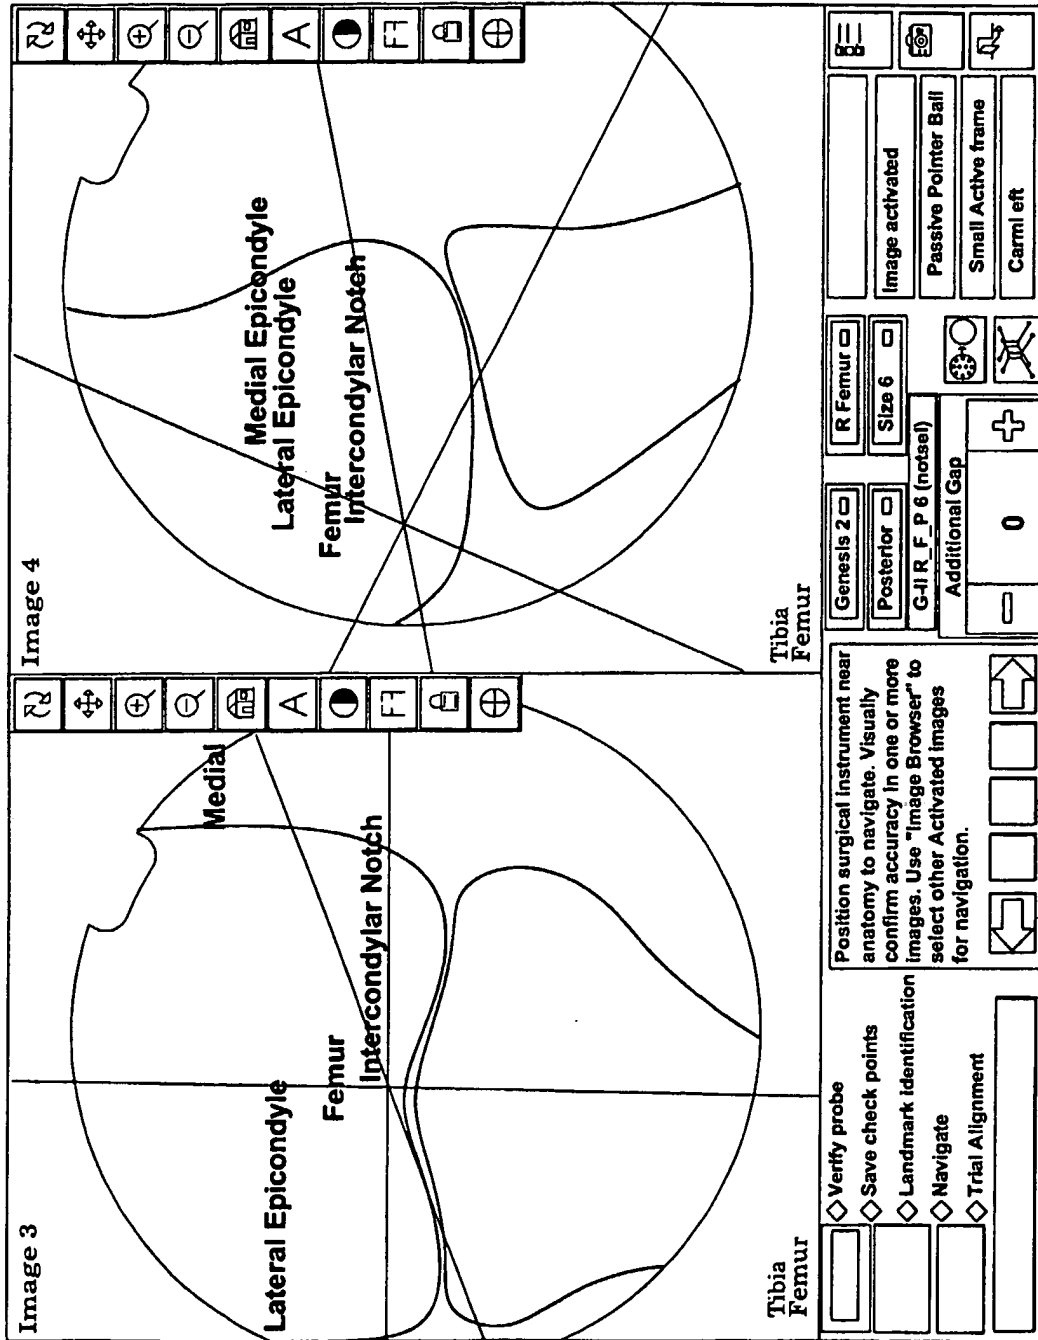 Image 3
Medial
Lateral Epicondyle
Femur
Intercondylar Notch
Tibia
Femur
A
Image 4
Medial Epicondyle
Lateral Epicondyle
Femur
Intercondylar Notch
Tibia
Femur
A
Verify probe
Save check points
Landmark identification
Navigate
Trial Alignment
Position surgical instrument near
anatomy to navigate. Visually
confirm accuracy in one or more
images. Use "Image Browser" to
select other Activated images
for navigation.
Genesis 2
R Femur
Posterior
Size 6
G-II R_F_P 6 (notsel)
Additional Gap
0
Image activated
Passive Pointer Ball
Small Active frame
Carml eft